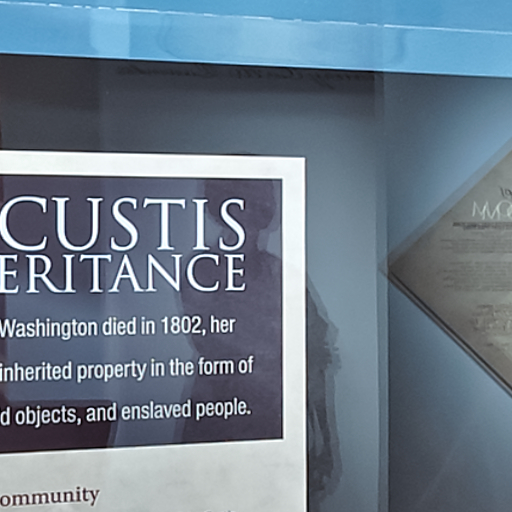 CUSTIS
ERITANCE
Washington died in 1802, her
inherited property in the form of
d objects, and enslaved people.
ommunity